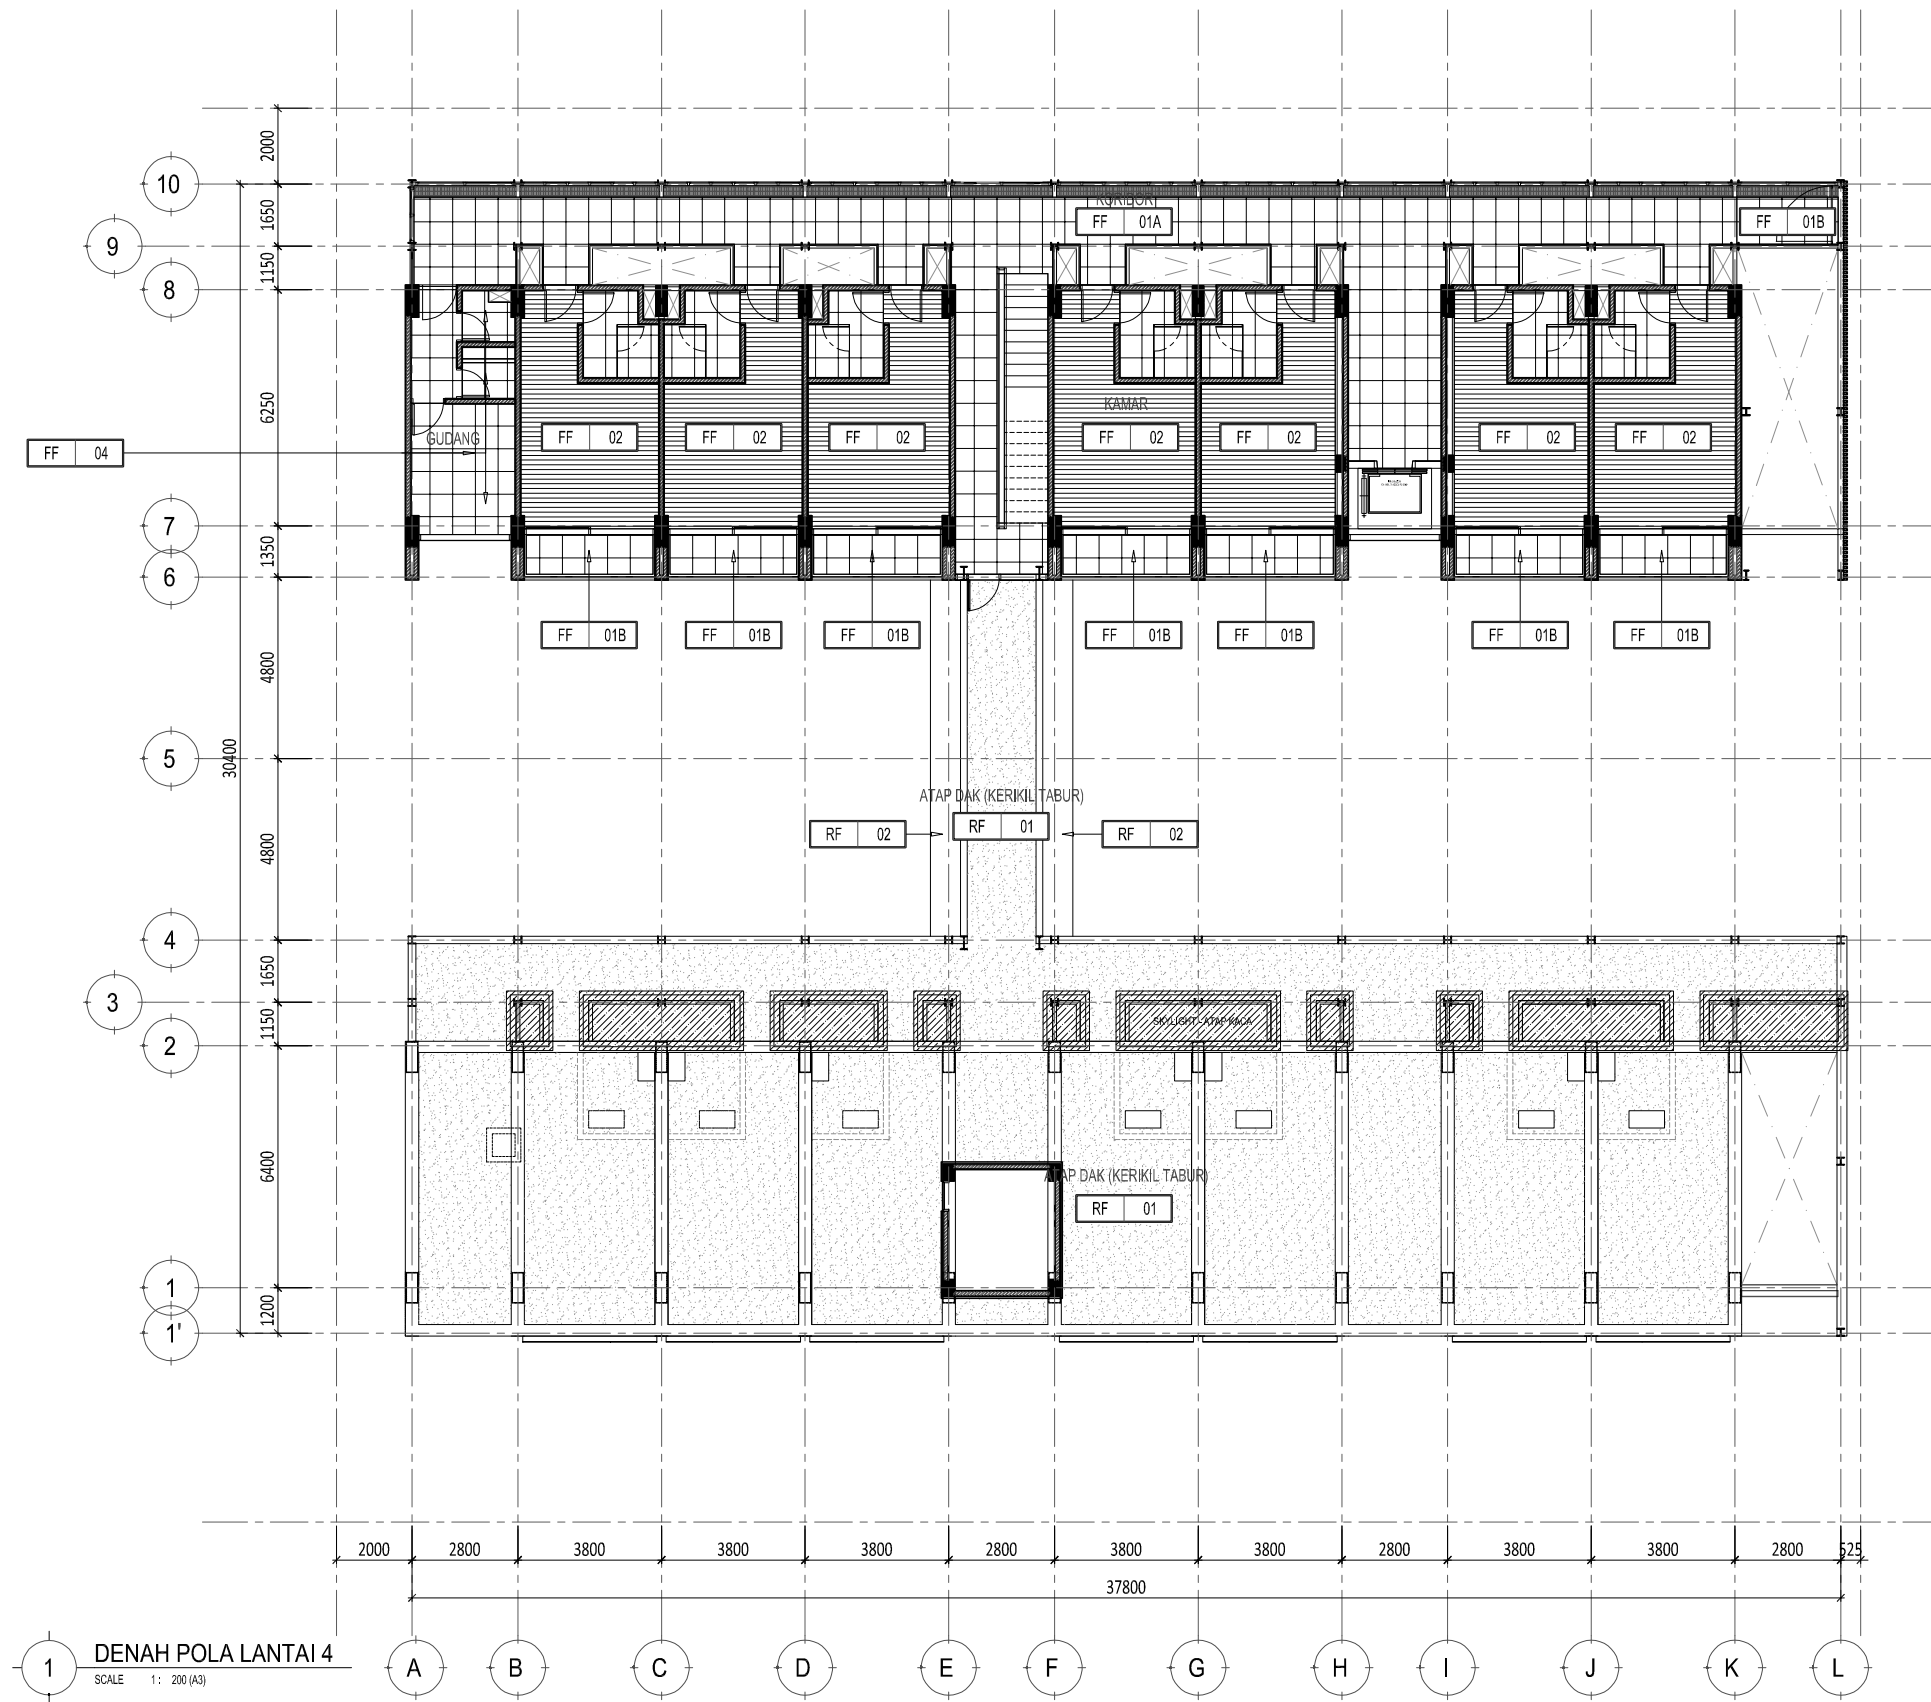 2000
10
1650
KORIDOR
FF 01A
FF 01B
9
1150
8
6250
KAMAR
GUDANG
FF 04
FF 02
FF 02
FF 02
FF 02
FF 02
FF 02
FF 02
7
1350
6
FF 01B
FF 01B
FF 01B
FF 01B
FF 01B
FF 01B
FF 01B
4800
5
30400
ATAP DAK (KERIKIL TABUR)
RF 02
RF 01
RF 02
4800
4
1650
3
SKYLIGHT - ATAP KACA
1150
2
6400
ATAP DAK (KERIKIL TABUR)
RF 01
1
1200
1'
2000 2800 3800 3800 3800 2800 3800 3800 2800 3800 3800 2800 525
37800
1 DENAH POLA LANTAI 4
SCALE 1 : 200 (A3)
A B C D E F G H I J K L